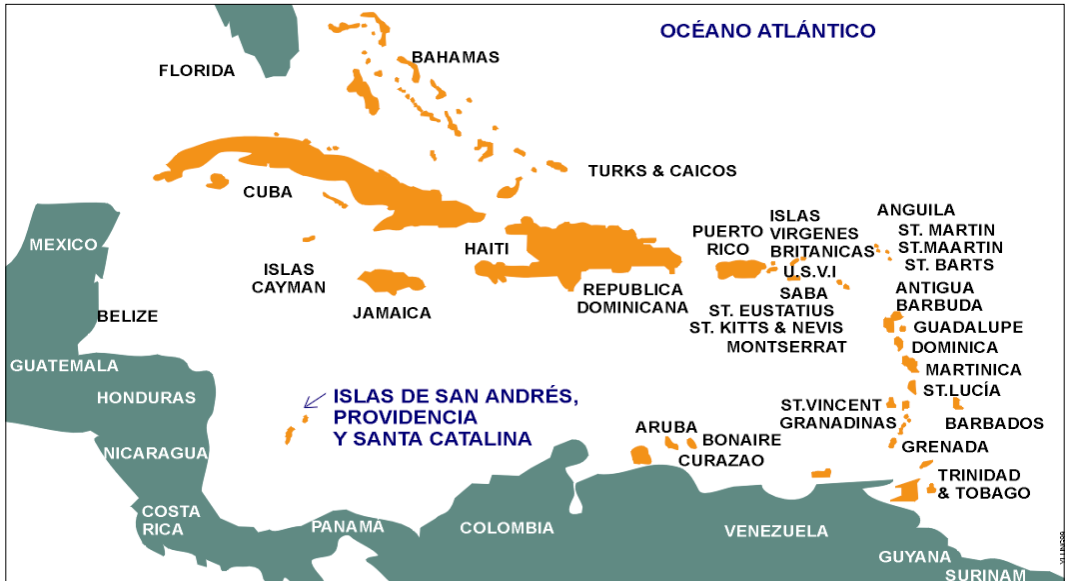 OCÉANO ATLÁNTICO
FLORIDA
BAHAMAS
TURKS & CAICOS
CUBA
MEXICO
BELIZE
GUATEMALA
HONDURAS
NICARAGUA
COSTA
RICA
PANAMA
ISLAS
CAYMAN
JAMAICA
HAITI
REPUBLICA
DOMINICANA
PUERTO
RICO
ISLAS
VIRGENES
BRITANICAS
U.S.V.I
SABA
ST. EUSTATIUS
ST. KITTS & NEVIS
MONTSERRAT
ANGUILA
ST. MARTIN
ST.MAARTIN
ST. BARTS
ANTIGUA
BARBUDA
GUADALUPE
DOMINICA
MARTINICA
ST.LUCÍA
ST.VINCENT
GRANADINAS
BARBADOS
GRENADA
TRINIDAD
& TOBAGO
ISLAS DE SAN ANDRÉS,
PROVIDENCIA
Y SANTA CATALINA
ARUBA
BONAIRE
CURAZAO
COLOMBIA
VENEZUELA
GUYANA
SURINAM